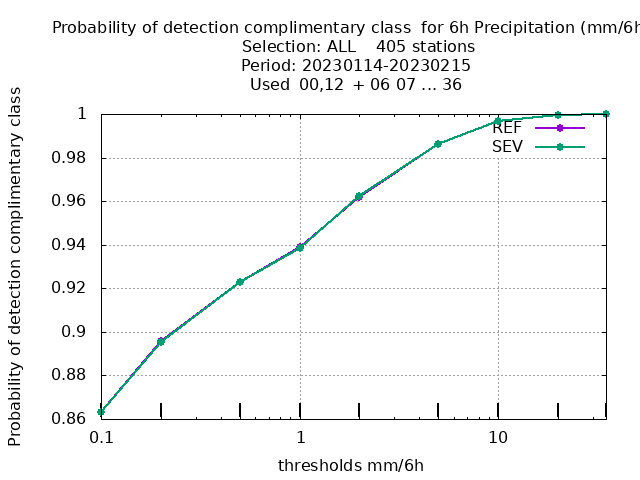 Probability of detection complimentary class  for 6h Precipitation (mm/6h
Selection: ALL    405 stations
Period: 20230114-20230215
Used  00,12  + 06 07 ... 36
Probability of detection complimentary class
1
0.98
0.96
0.94
0.92
0.9
0.88
0.86
REF
SEV
0.1
1
10
thresholds mm/6h